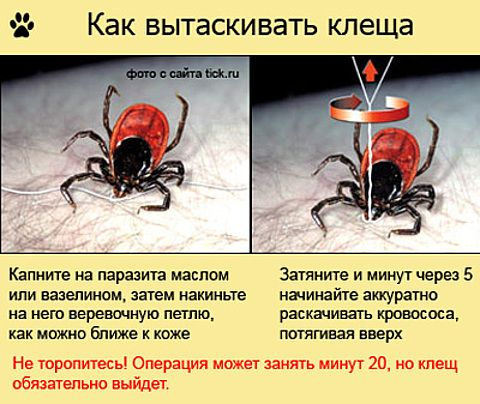 Как вытаскивать клеща
фото с сайта tick.ru
Капните на паразита маслом
или вазелином, затем накиньте
на него веревочную петлю,
как можно ближе к коже
Затяните и минут через 5
начинайте аккуратно
раскачивать кровососа,
потягивая вверх
Не торопитесь! Операция может занять минут 20, но клещ
обязательно выйдет.